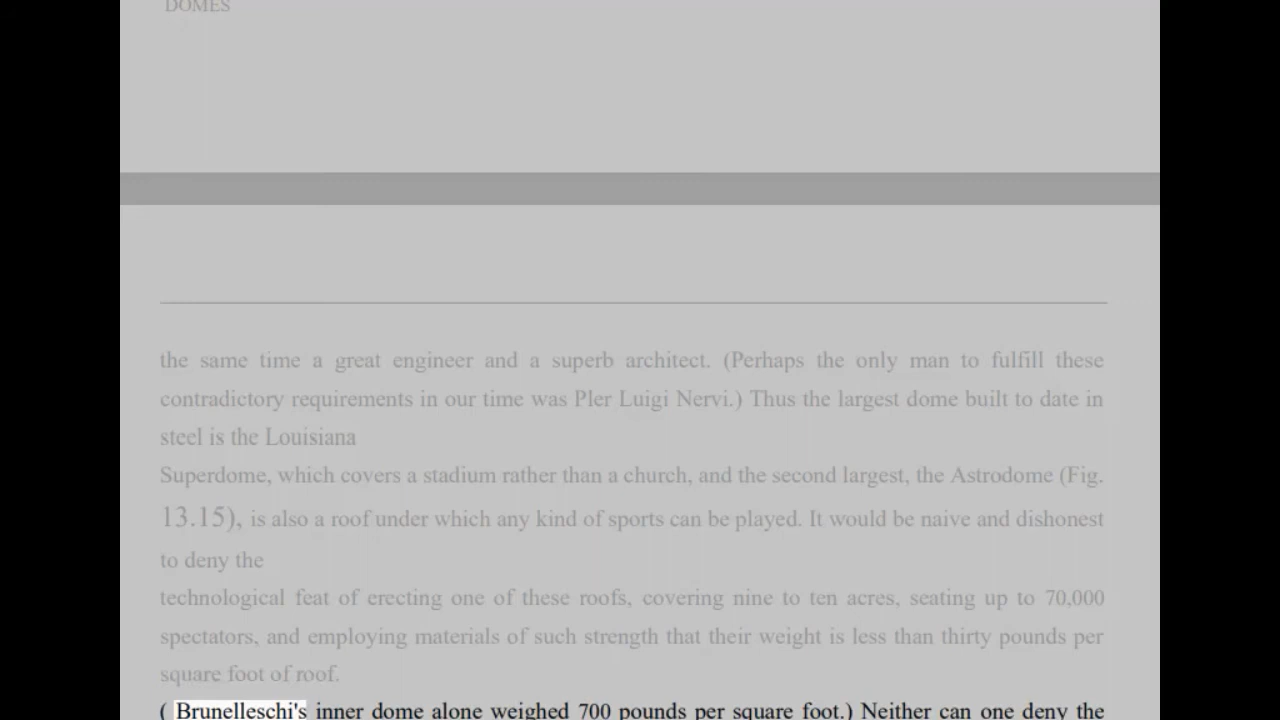 DOMES
the same time a great engineer and a superb architect. (Perhaps the only man to fulfill these
contradictory requirements in our time was Pler Luigi Nervi.) Thus the largest dome built to date in
steel is the Louisiana
Superdome, which covers a stadium rather than a church, and the second largest, the Astrodome (Fig.
13.15), is also a roof under which any kind of sports can be played. It would be naive and dishonest
to deny the
technological feat of erecting one of these roofs, covering nine to ten acres, seating up to 70,000
spectators, and employing materials of such strength that their weight is less than thirty pounds per
square foot of roof.
( Brunelleschi's inner dome alone weighed 700 pounds per square foot.) Neither can one deny the